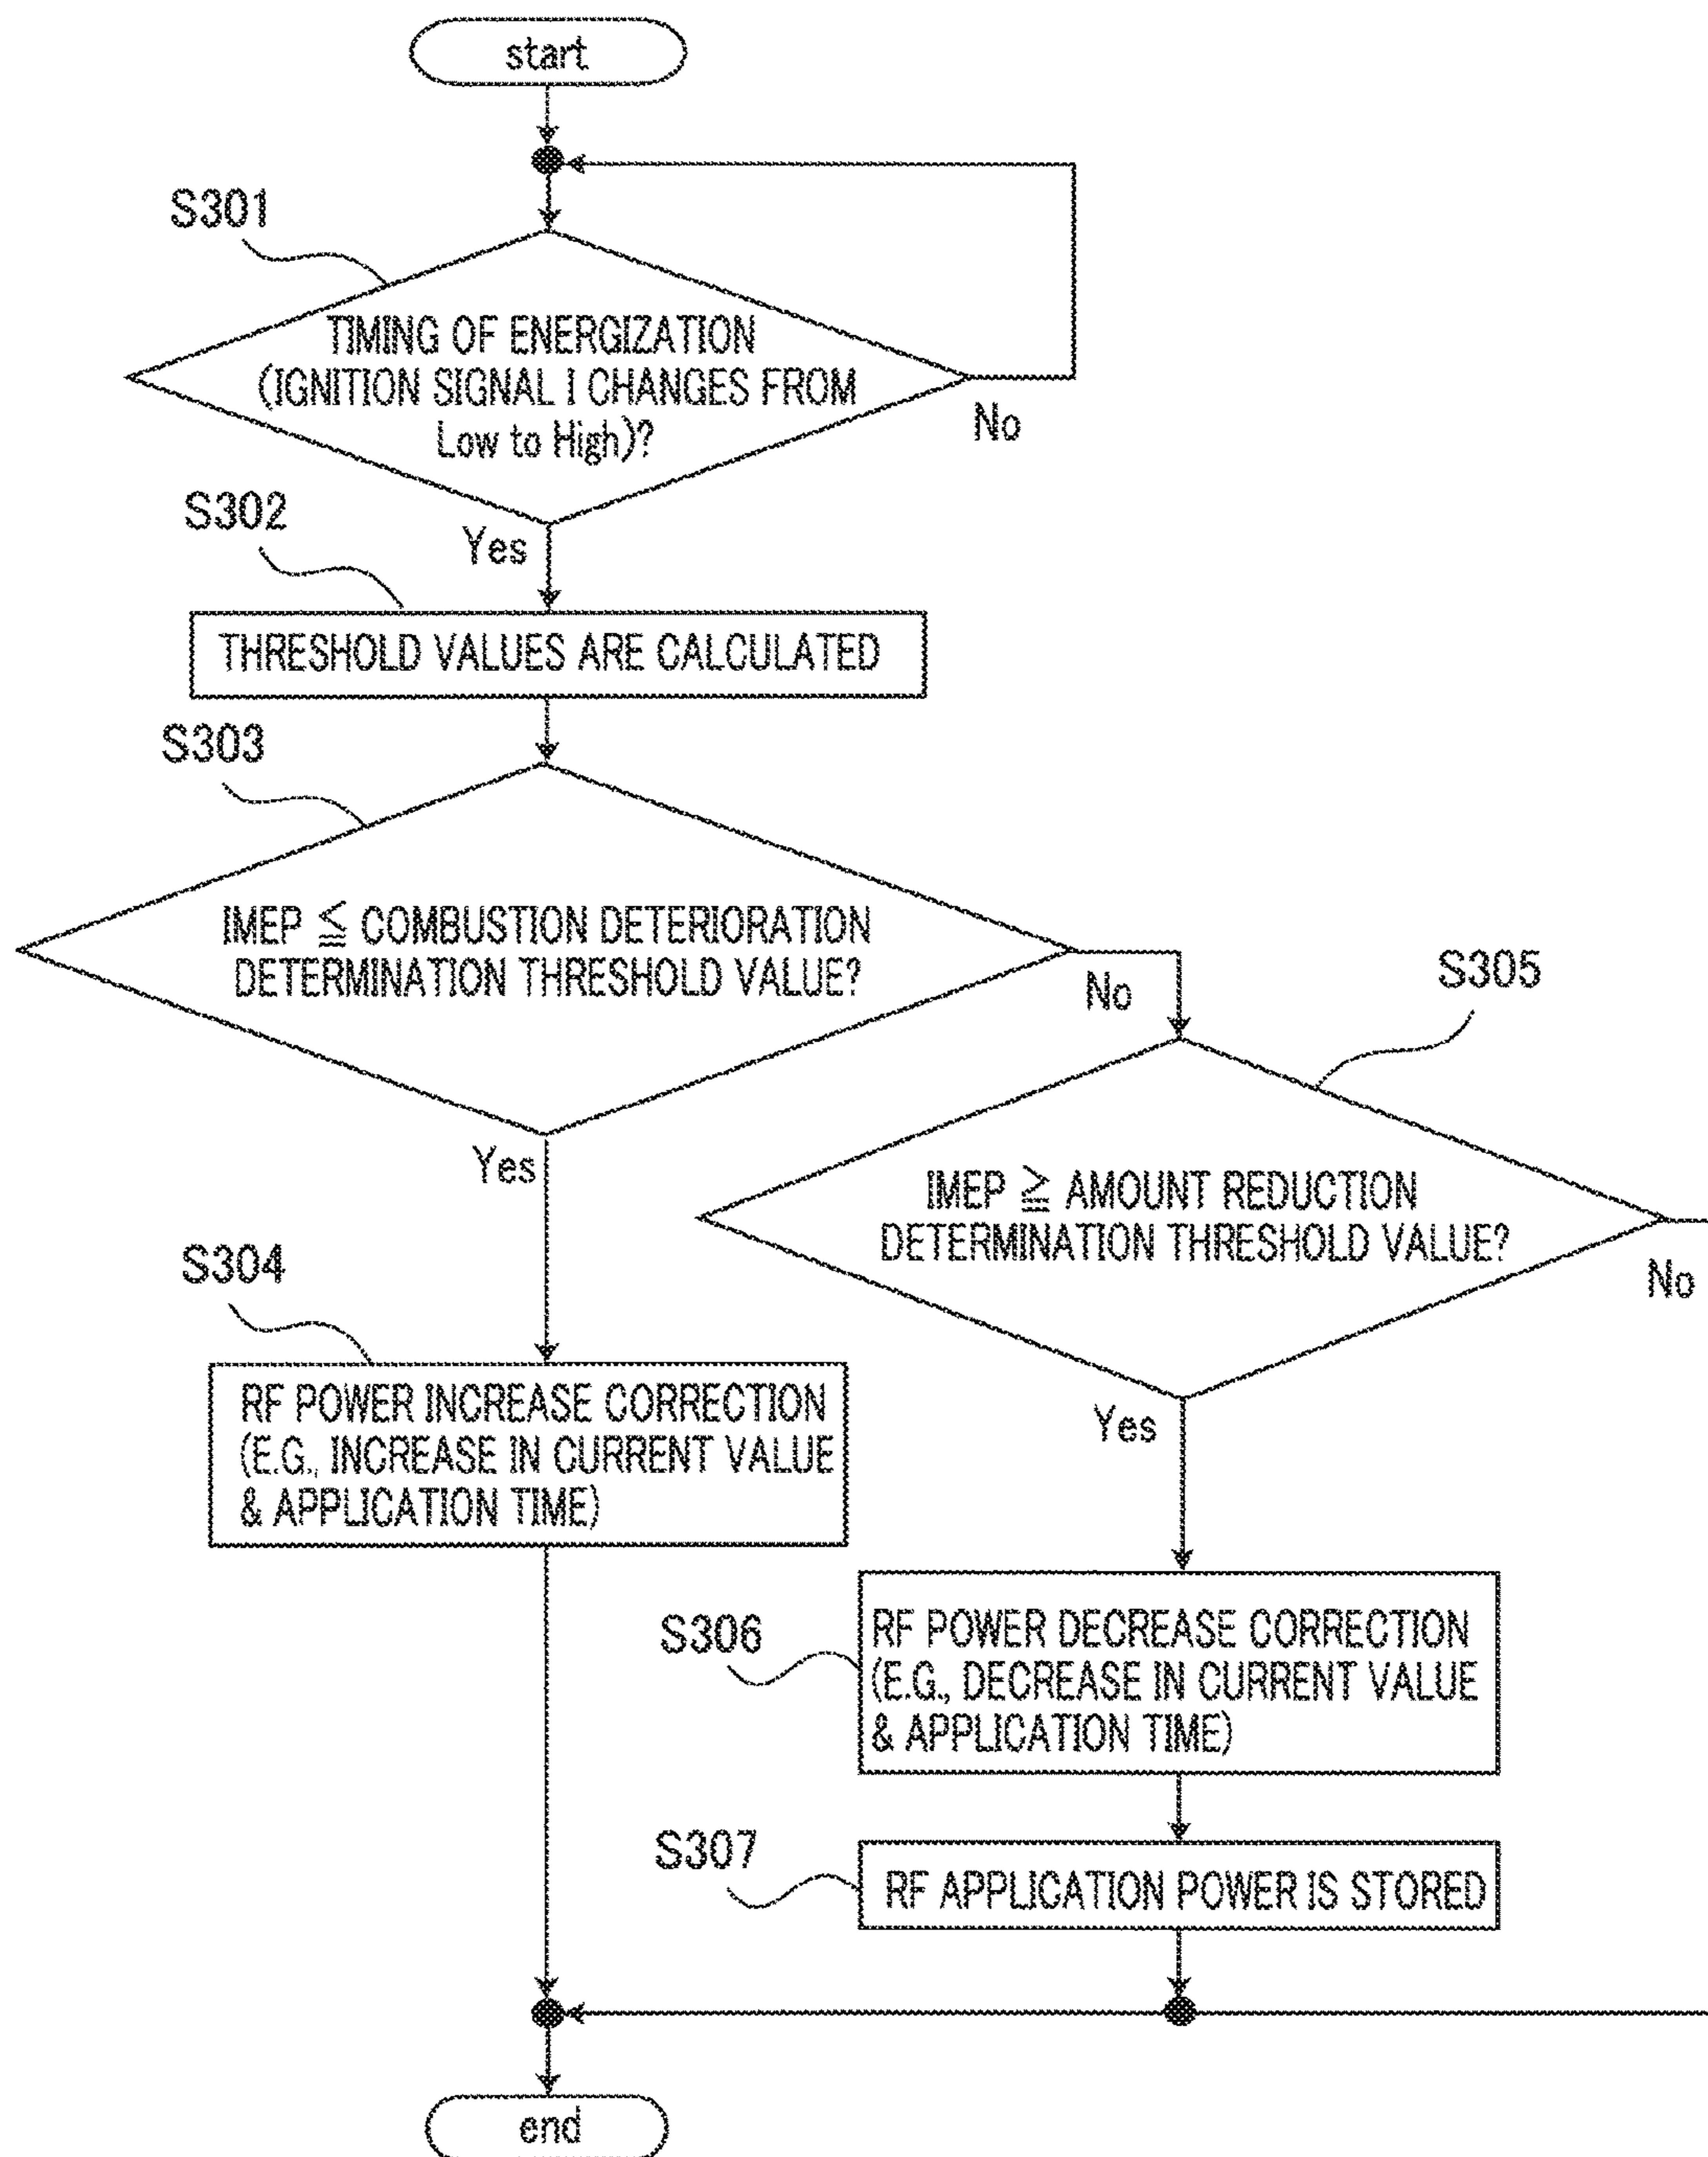 start
S301
TIMING OF ENERGIZATION
(IGNITION SIGNAL I CHANGES FROM
Low to High)?
No
S302
Yes
THRESHOLD VALUES ARE CALCULATED
S303
IMEP ≦ COMBUSTION DETERIORATION
DETERMINATION THRESHOLD VALUE?
No
S305
Yes
IMEP ≧ AMOUNT REDUCTION
DETERMINATION THRESHOLD VALUE?
No
S304
RF POWER INCREASE CORRECTION
(E.G., INCREASE IN CURRENT VALUE
& APPLICATION TIME)
Yes
S306
RF POWER DECREASE CORRECTION
(E.G., DECREASE IN CURRENT VALUE
& APPLICATION TIME)
S307
RF APPLICATION POWER IS STORED
end